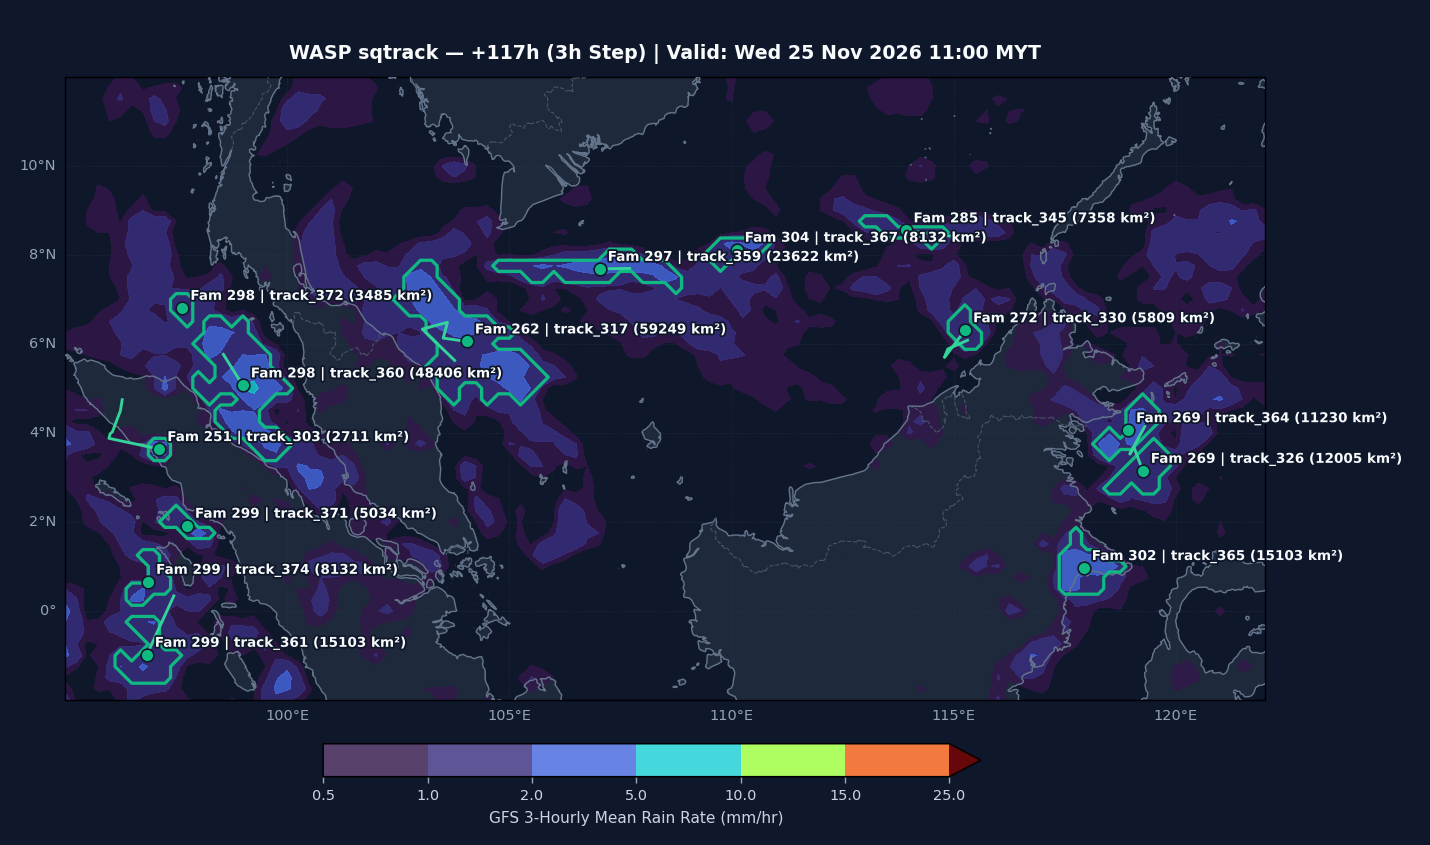 WASP sqtrack — +117h (3h Step) | Valid: Wed 25 Nov 2026 11:00 MYT
10°N
8°N
6°N
4°N
2°N
0°
Fam 285 | track_345 (7358 km²)
Fam 304 | track_367 (8132 km²)
Fam 297 | track_359 (23622 km²)
Fam 298 | track_372 (3485 km²)
Fam 272 | track_330 (5809 km²)
Fam 262 | track_317 (59249 km²)
Fam 298 | track_360 (48406 km²)
Fam 269 | track_364 (11230 km²)
Fam 251 | track_303 (2711 km²)
Fam 269 | track_326 (12005 km²)
Fam 299 | track_371 (5034 km²)
Fam 302 | track_365 (15103 km²)
Fam 299 | track_374 (8132 km²)
Fam 299 | track_361 (15103 km²)
100°E 105°E 110°E 115°E 120°E
0.5 1.0 2.0 5.0 10.0 15.0 25.0
GFS 3-Hourly Mean Rain Rate (mm/hr)